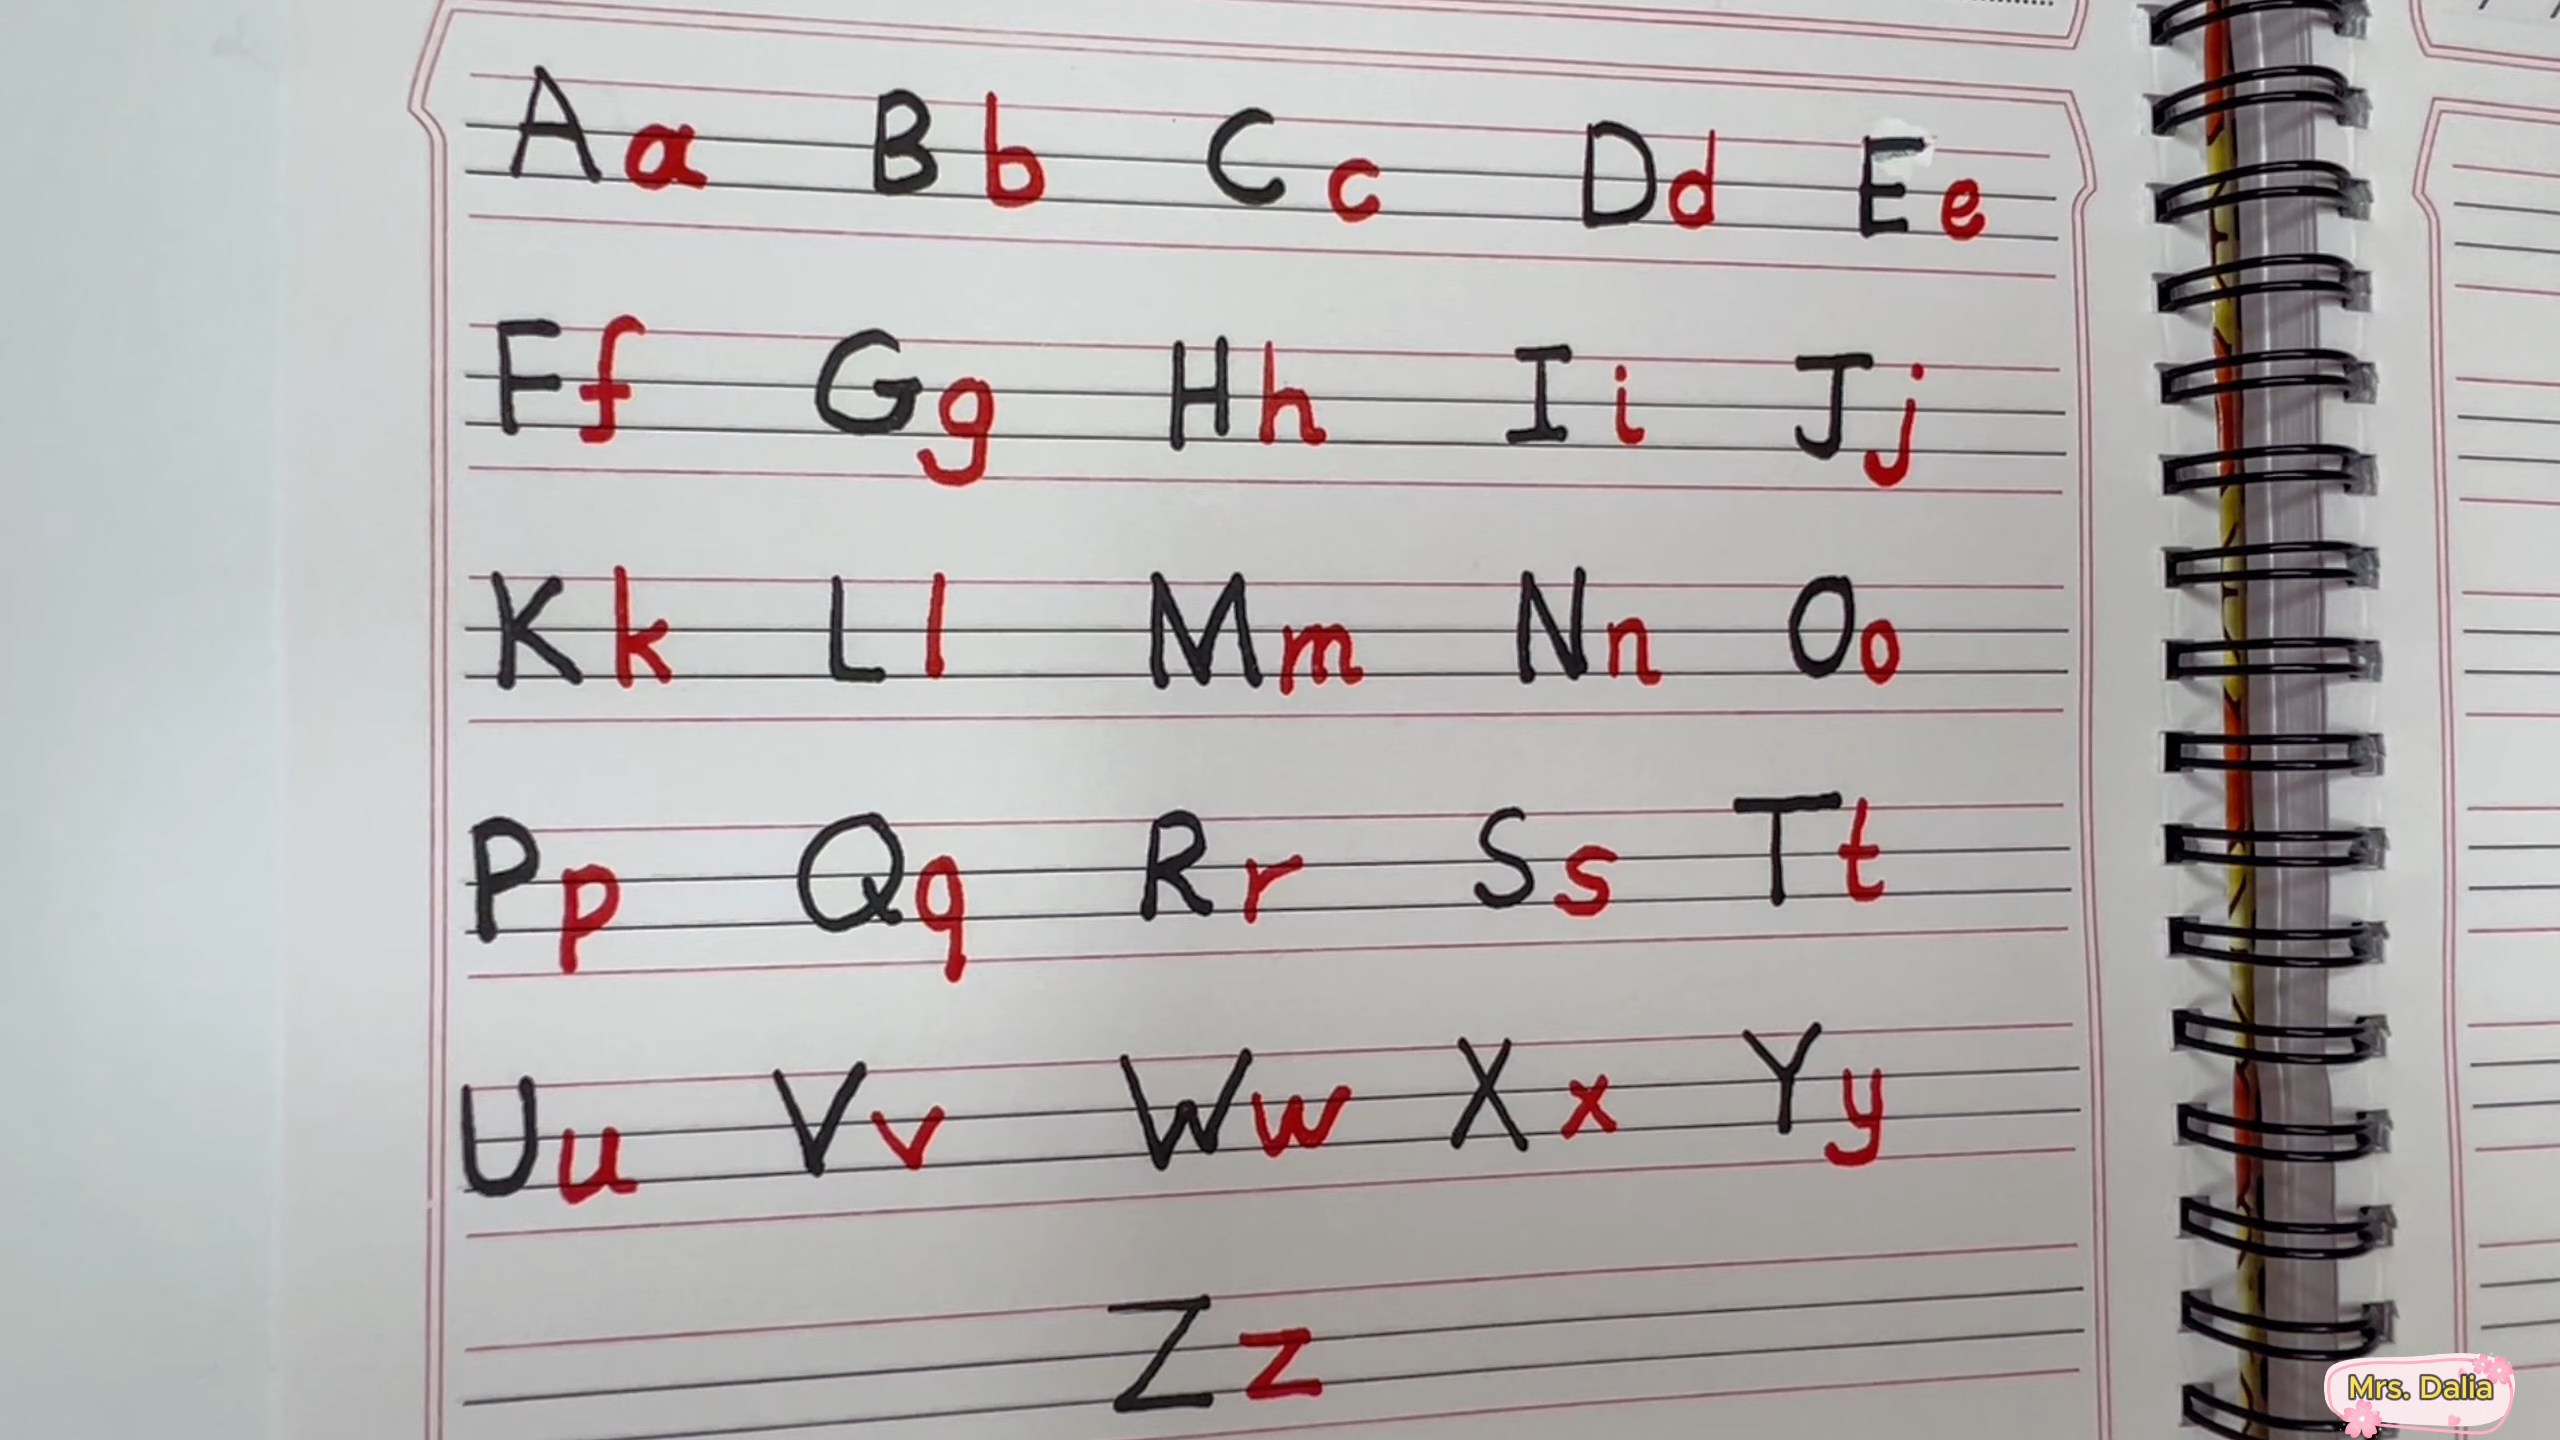 Aa Bb Cc Dd Ee
Ff Gg Hh Ii Jj
Kk Ll Mm Nn Oo
Pp Qq Rr Ss Tt
Uu Vv Ww Xx Yy
Zz
Mrs. Dalia